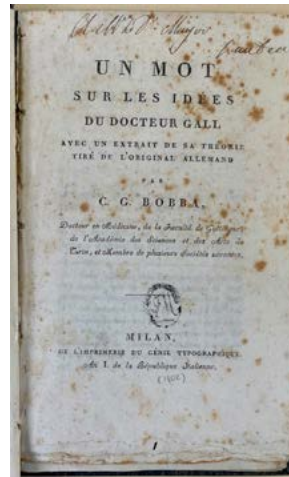 UN MOT
SUR LES IDÉES
DU DOCTEUR GALL
AVEC UN EXTRAIT DE SA THÉORIE
TIRÉ DE L'ORIGINAL ALLEMAND
PAR
C. G. BOBBA,
Docteur en Médecine, de la Faculté de
de l'Académie des Sciences et des Arts de
Turin, et Membre de plusieurs Sociétés savantes.
MILAN,
DE L'IMPRIMERIE DU GÉNIE TYPOGRAPHIQUE
An I. de la République Italienne.
(1802)
1